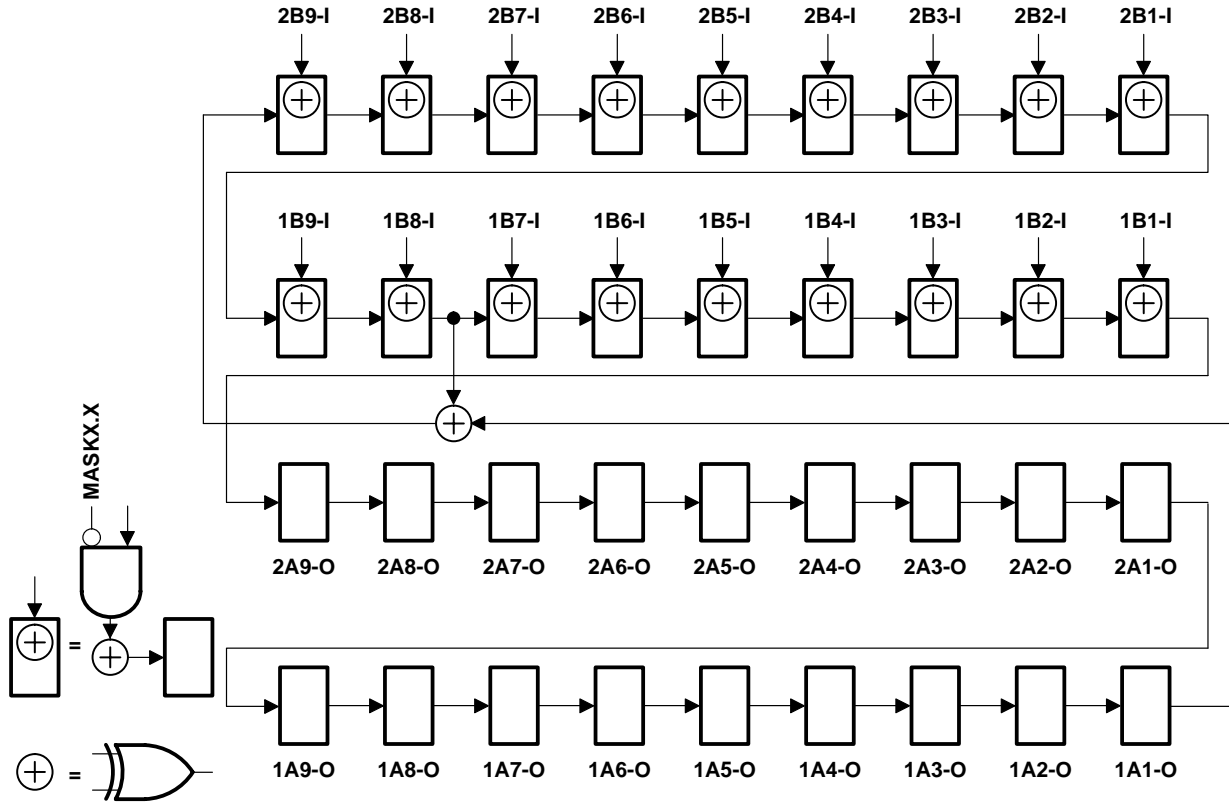 2B9-I 2B8-I 2B7-I 2B6-I 2B5-I 2B4-I 2B3-I 2B2-I 2B1-I
1B9-I 1B8-I 1B7-I 1B6-I 1B5-I 1B4-I 1B3-I 1B2-I 1B1-I
MASKX.X
2A9-O 2A8-O 2A7-O 2A6-O 2A5-O 2A4-O 2A3-O 2A2-O 2A1-O
=
1A9-O 1A8-O 1A7-O 1A6-O 1A5-O 1A4-O 1A3-O 1A2-O 1A1-O
=